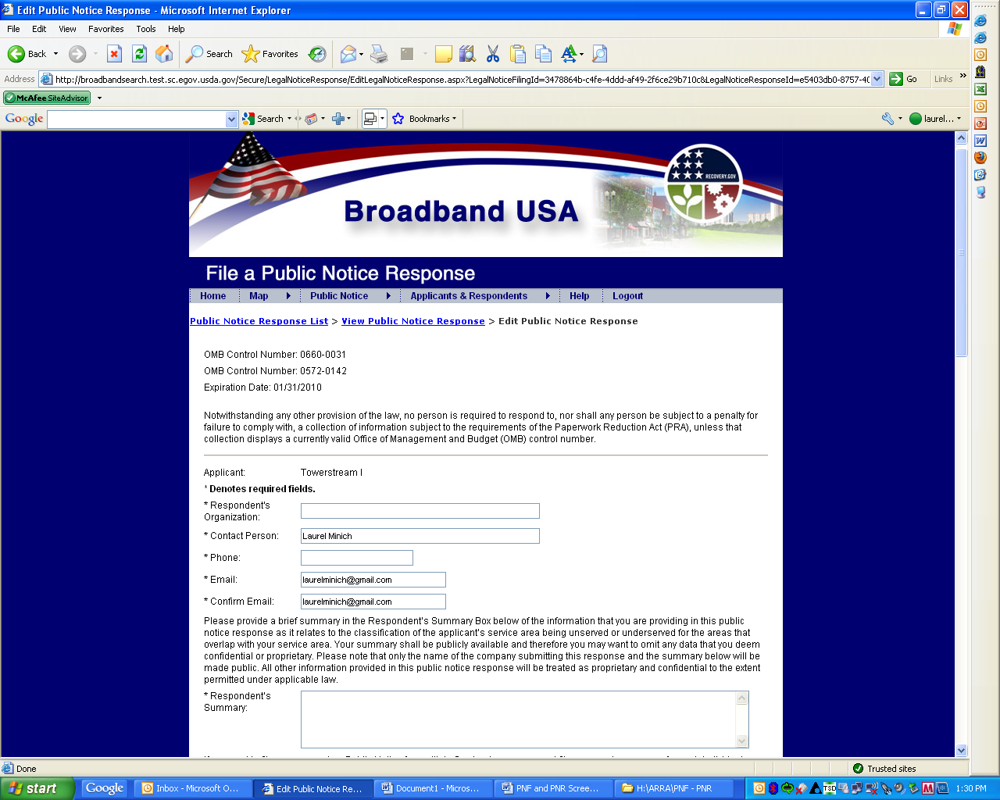 Edit Public Notice Response - Microsoft Internet Explorer
File Edit View Favorites Tools Help
Back Search Favorites
Address http://broadbandsearch.test.sc.egov.usda.gov/Secure/LegalNoticeResponse/EditLegalNoticeResponse.aspx?LegalNoticeFilingId=3478864b-c4fe-4ddd-af49-2f6ce29b710c&LegalNoticeResponseId=e5403db0-8757-40 Go Links »
McAfee SiteAdvisor
Google Search Bookmarks laurel...
RECOVERY.GOV
Broadband USA
File a Public Notice Response
Home Map Public Notice Applicants & Respondents Help Logout
Public Notice Response List > View Public Notice Response > Edit Public Notice Response
OMB Control Number: 0660-0031
OMB Control Number: 0572-0142
Expiration Date: 01/31/2010
Notwithstanding any other provision of the law, no person is required to respond to, nor shall any person be subject to a penalty for
failure to comply with, a collection of information subject to the requirements of the Paperwork Reduction Act (PRA), unless that
collection displays a currently valid Office of Management and Budget (OMB) control number.
Applicant: Towerstream I
* Denotes required fields.
* Respondent's
Organization:
* Contact Person: Laurel Minich
* Phone:
* Email: laurelminich@gmail.com
* Confirm Email: laurelminich@gmail.com
Please provide a brief summary in the Respondent's Summary Box below of the information that you are providing in this public
notice response as it relates to the classification of the applicant's service area being unserved or underserved for the areas that
overlap with your service area. Your summary shall be publicly available and therefore you may want to omit any data that you deem
confidential or proprietary. Please note that only the name of the company submitting this response and the summary below will be
made public. All other information provided in this public notice response will be treated as proprietary and confidential to the extent
permitted under applicable law.
* Respondent's
Summary:
Done Trusted sites
start Google Inbox - Microsoft O... Edit Public Notice Re... Document1 - Micros... PNF and PNR Scree... H:\ARRA\PNF - PNR TSD 1:30 PM